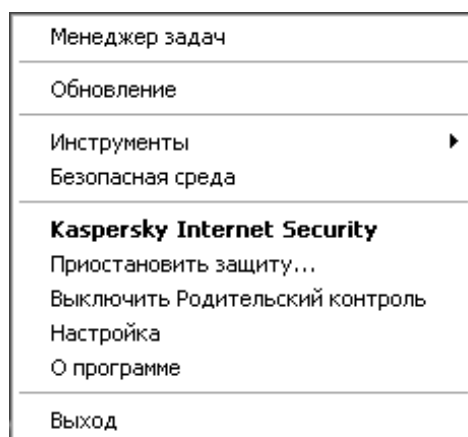 Менеджер задач
Обновление
Инструменты
Безопасная среда
Kaspersky Internet Security
Приостановить защиту...
Выключить Родительский контроль
Настройка
О программе
Выход